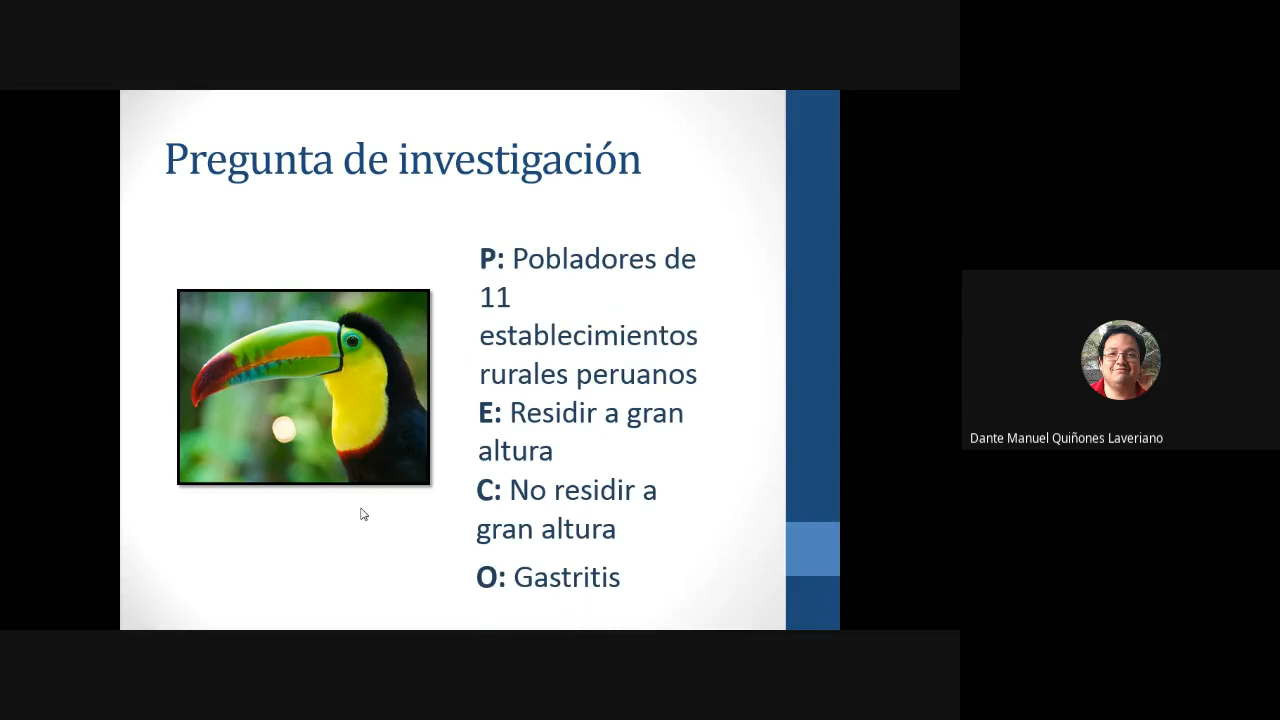 Pregunta de investigación
P: Pobladores de
11
establecimientos
rurales peruanos
E: Residir a gran
altura
C: No residir a
gran altura
O: Gastritis
Dante Manuel Quiñones Laveriano